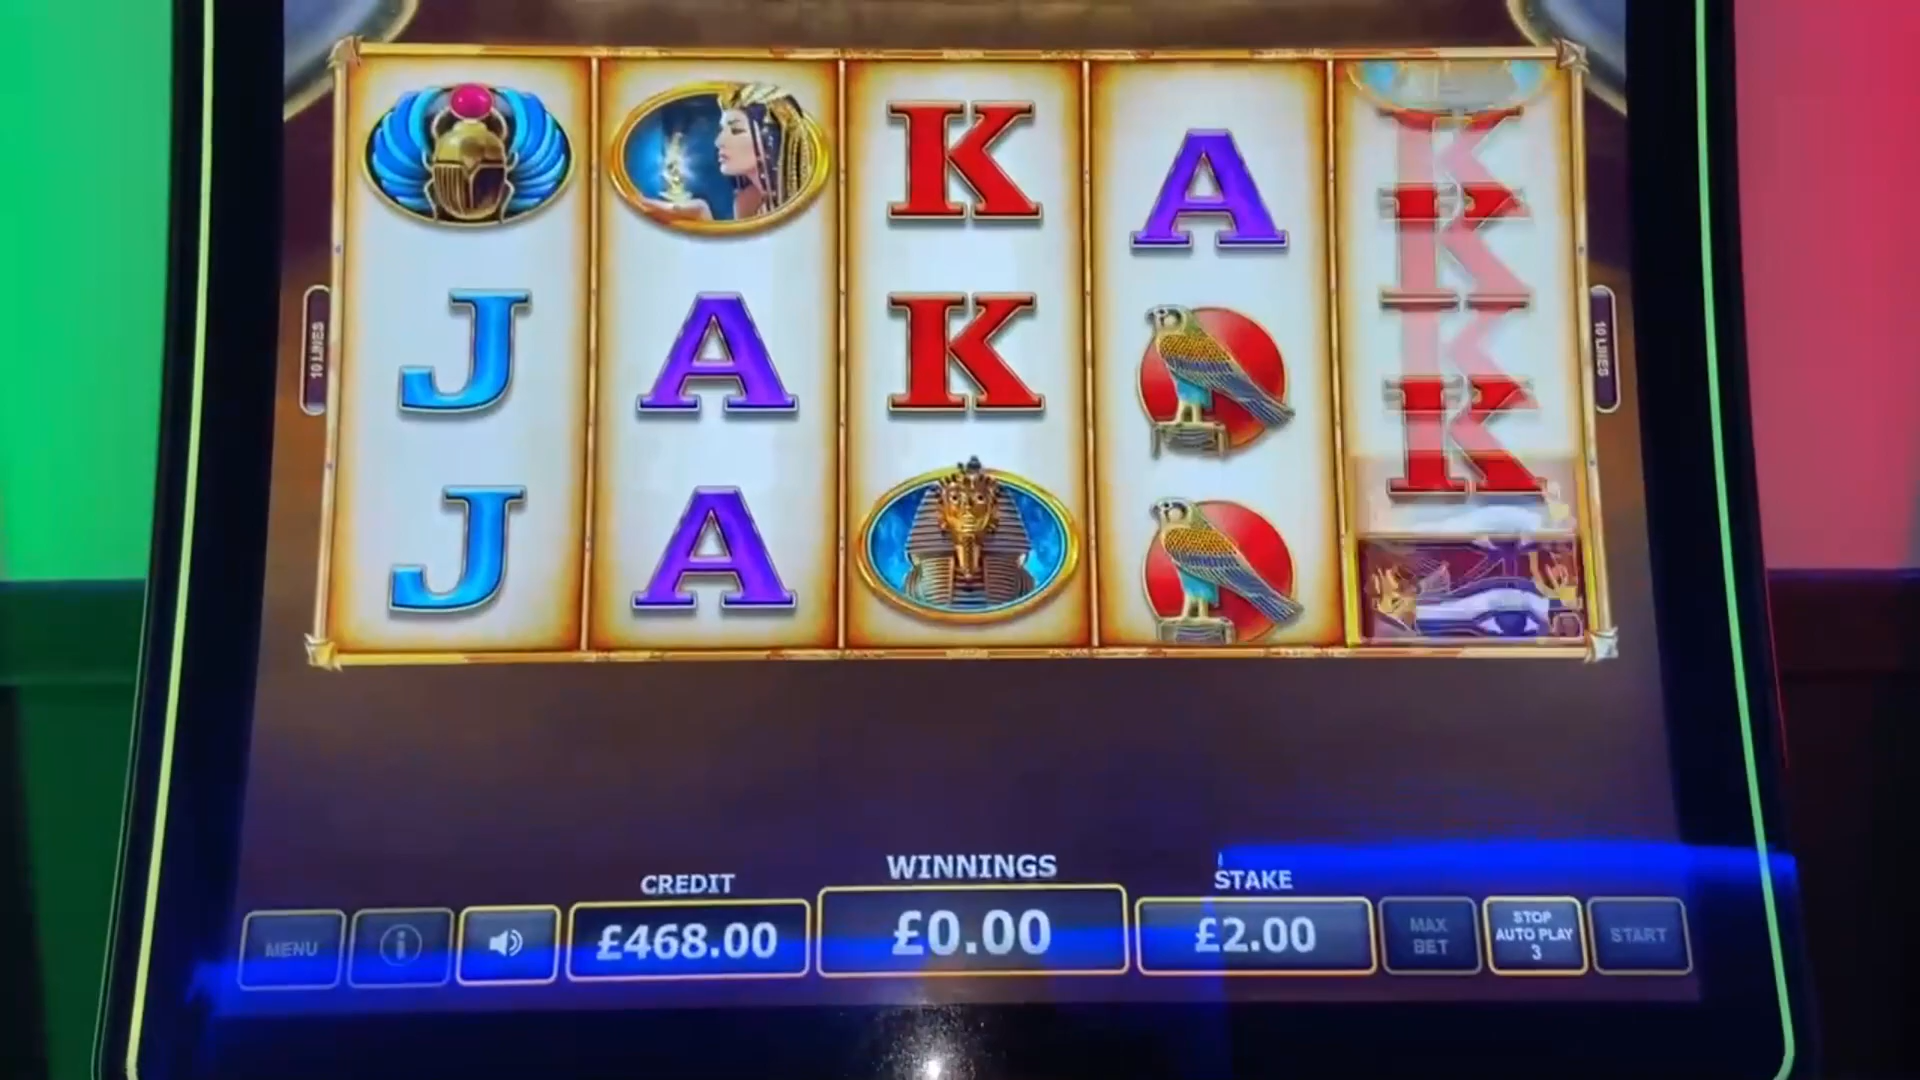 K
A
K
J
A
K
K
10 LINES
10 LINES
K
J
A
CREDIT
WINNINGS
STAKE
MENU
i
£468.00
£0.00
£2.00
MAX
BET
STOP
AUTO PLAY
3
START